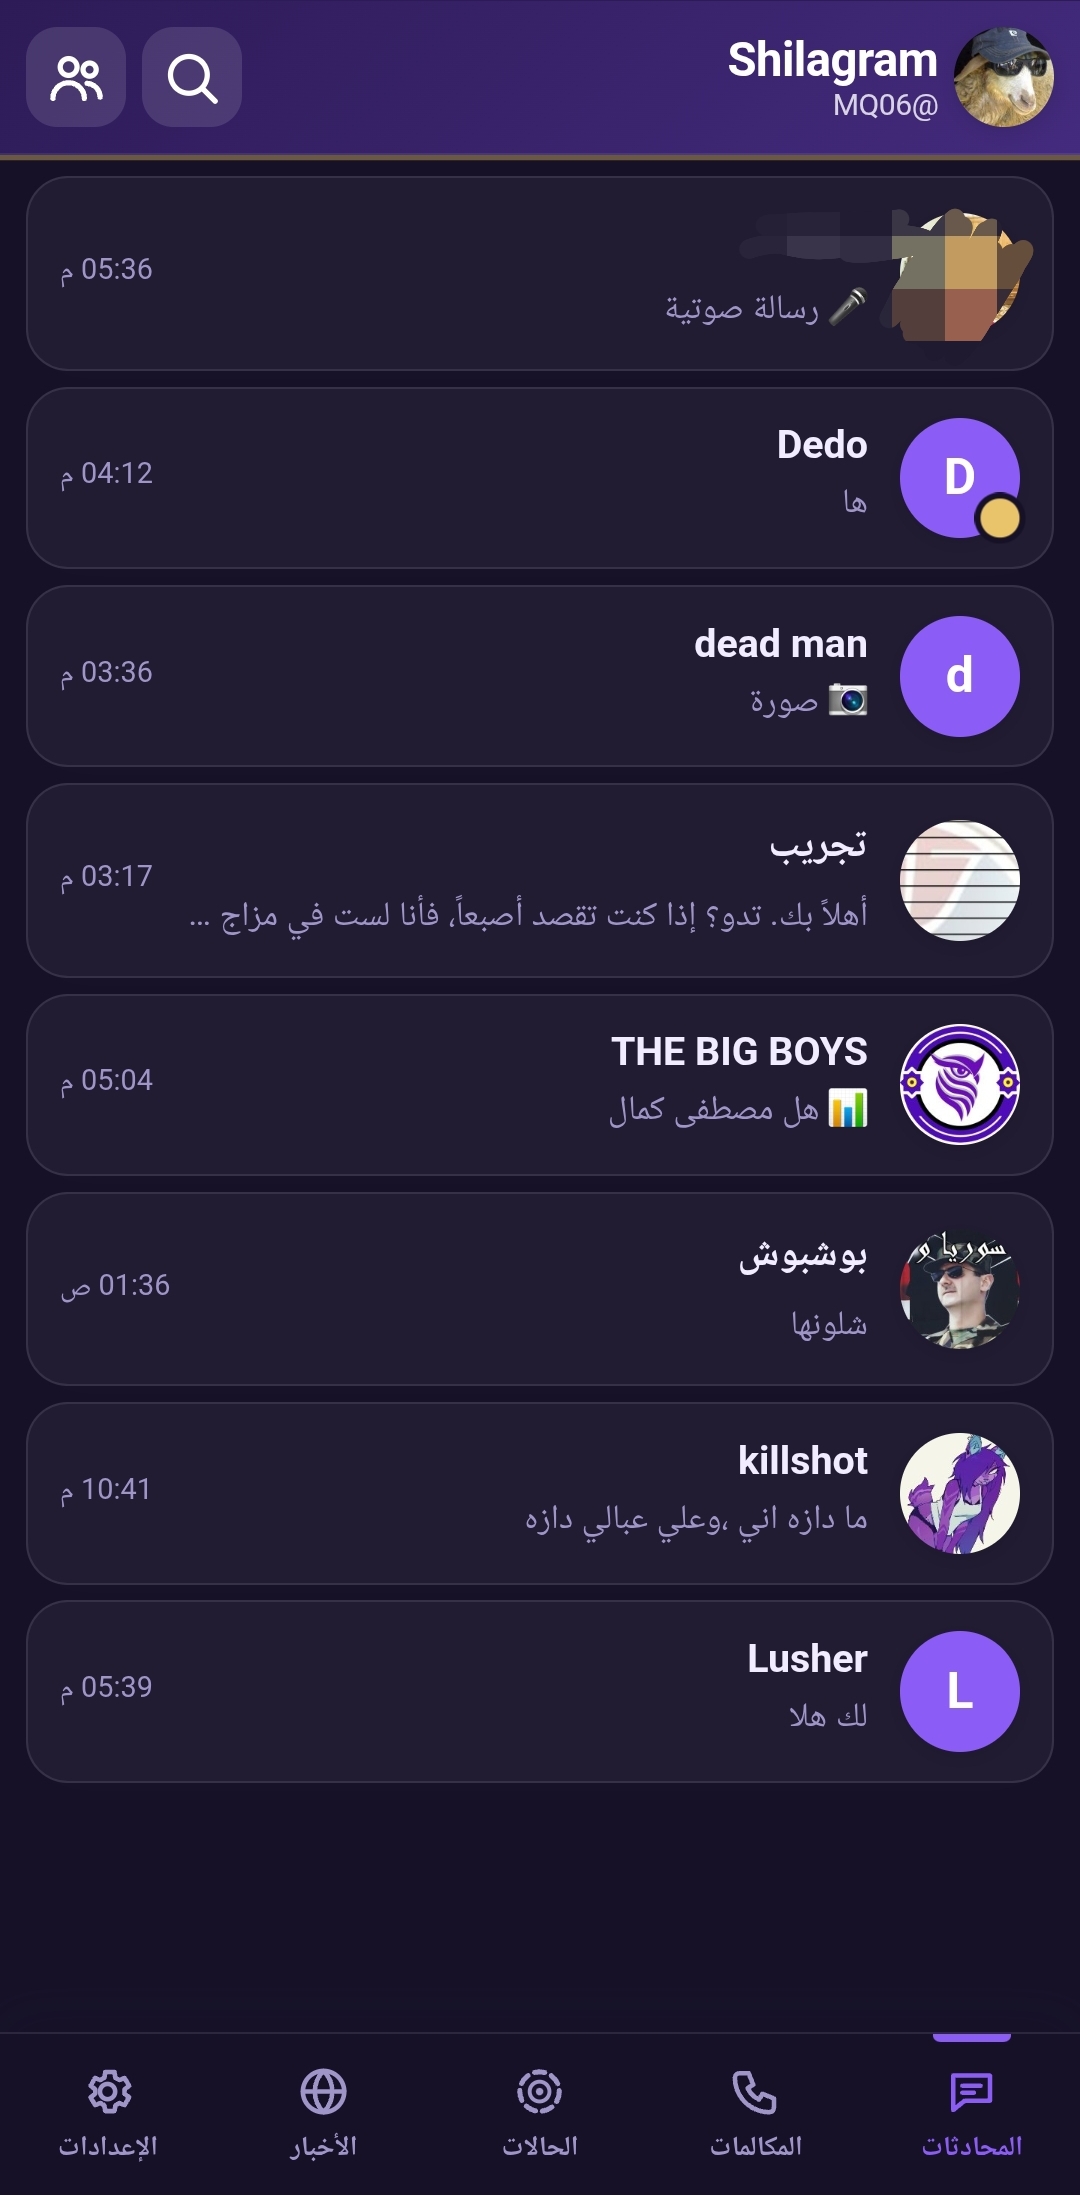 Shilagram
MQ06@
رسالة صوتية
05:36 م
D
Dedo
ها
04:12 م
d
dead man
صورة
03:36 م
تجريب
أهلاً بك. تدو؟ إذا كنت تقصد أصبعاً، فأنا لست في مزاج ...
03:17 م
THE BIG BOYS
هل مصطفى كمال
05:04 م
سوريا و
بوشبوش
شلونها
01:36 ص
killshot
ما دازه اني ،وعلي عبالي دازه
10:41 م
L
Lusher
لك هلا
05:39 م
المحادثات
المكالمات
الحالات
الأخبار
الإعدادات